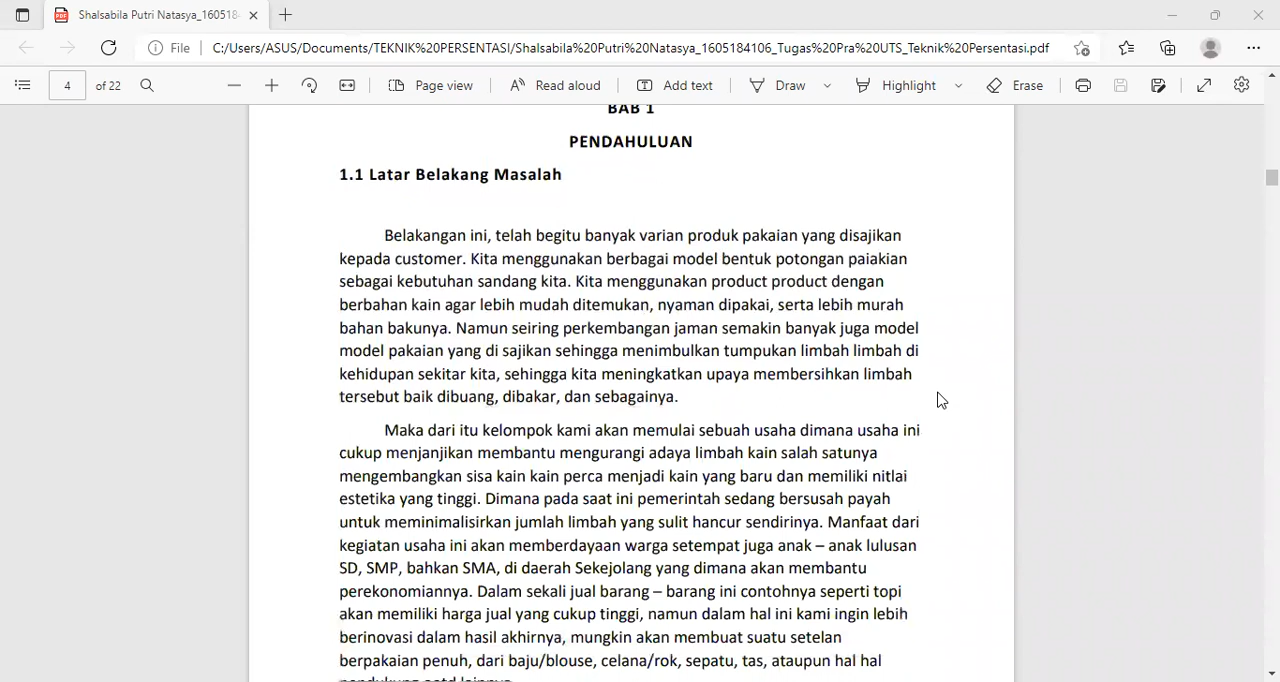 Shalsabila Putri Natasya_160518
File
C:/Users/ASUS/Documents/TEKNIK%20PERSENTASI/Shalsabila%20Putri%20Natasya_1605184106_Tugas%20Pra%20UTS_Teknik%20Persentasi.pdf
4 of 22
Page view
Read aloud
Add text
Draw
Highlight
Erase
BAB 1
PENDAHULUAN
1.1 Latar Belakang Masalah
Belakangan ini, telah begitu banyak varian produk pakaian yang disajikan
kepada customer. Kita menggunakan berbagai model bentuk potongan paiakian
sebagai kebutuhan sandang kita. Kita menggunakan product product dengan
berbahan kain agar lebih mudah ditemukan, nyaman dipakai, serta lebih murah
bahan bakunya. Namun seiring perkembangan jaman semakin banyak juga model
model pakaian yang di sajikan sehingga menimbulkan tumpukan limbah limbah di
kehidupan sekitar kita, sehingga kita meningkatkan upaya membersihkan limbah
tersebut baik dibuang, dibakar, dan sebagainya.
Maka dari itu kelompok kami akan memulai sebuah usaha dimana usaha ini
cukup menjanjikan membantu mengurangi adaya limbah kain salah satunya
mengembangkan sisa kain kain perca menjadi kain yang baru dan memiliki nitlai
estetika yang tinggi. Dimana pada saat ini pemerintah sedang bersusah payah
untuk meminimalisirkan jumlah limbah yang sulit hancur sendirinya. Manfaat dari
kegiatan usaha ini akan memberdayaan warga setempat juga anak – anak lulusan
SD, SMP, bahkan SMA, di daerah Sekejolang yang dimana akan membantu
perekonomiannya. Dalam sekali jual barang – barang ini contohnya seperti topi
akan memiliki harga jual yang cukup tinggi, namun dalam hal ini kami ingin lebih
berinovasi dalam hasil akhirnya, mungkin akan membuat suatu setelan
berpakaian penuh, dari baju/blouse, celana/rok, sepatu, tas, ataupun hal hal